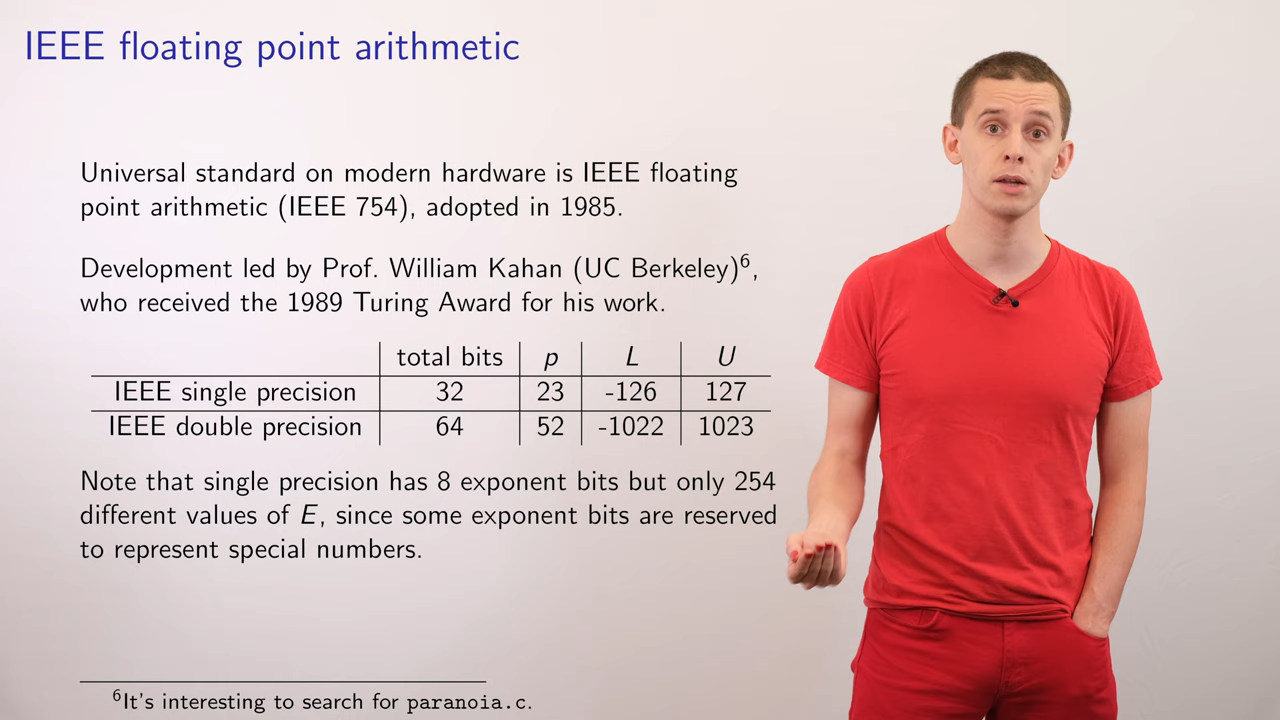 IEEE floating point arithmetic
Universal standard on modern hardware is IEEE floating
point arithmetic (IEEE 754), adopted in 1985.
Development led by Prof. William Kahan (UC Berkeley)⁶,
who received the 1989 Turing Award for his work.
total bits p L U
IEEE single precision 32 23 -126 127
IEEE double precision 64 52 -1022 1023
Note that single precision has 8 exponent bits but only 254
different values of E, since some exponent bits are reserved
to represent special numbers.
⁶It's interesting to search for paranoia.c.